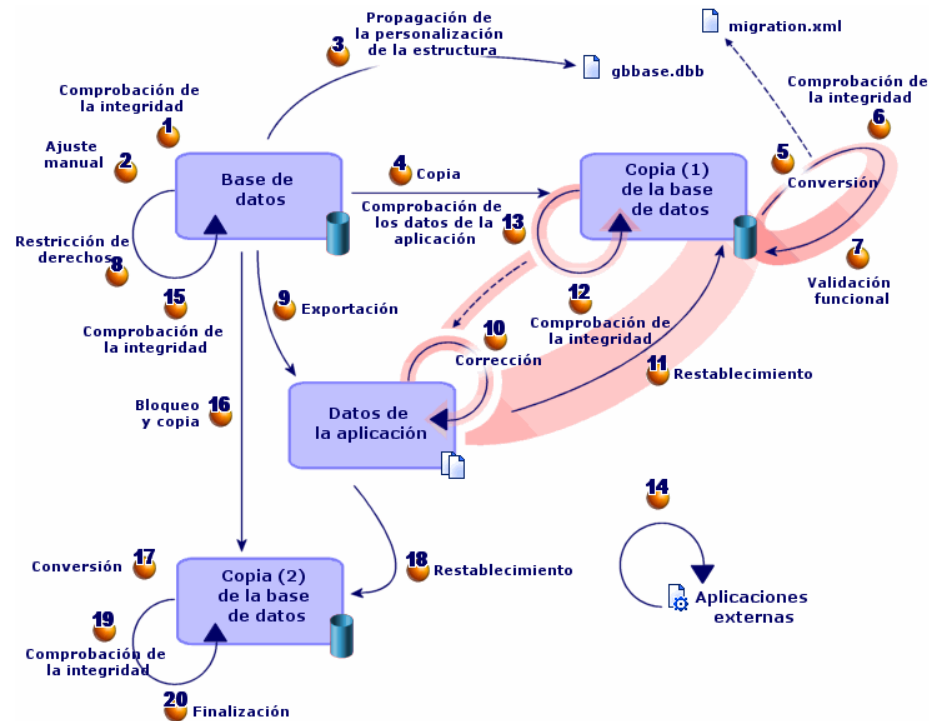 Propagación de
la personalización
de la estructura
3
gbbase.dbb
migration.xml
Comprobación de
la integridad
1
Ajuste
manual
2
Base de
datos
4
Copia
Comprobación de
los datos de la
aplicación
13
Copia (1)
de la base
de datos
Comprobación de
la integridad
6
5
Conversión
7
Validación
funcional
Restricción de
derechos
8
15
Comprobación de
la integridad
9
Exportación
12
Comprobación de
la integridad
10
Corrección
11
Restablecimiento
Bloqueo
y copia
16
Datos de
la aplicación
14
Aplicaciones
externas
Conversión
17
Copia (2)
de la base
de datos
18
Restablecimiento
19
Comprobación de
la integridad
20
Finalización